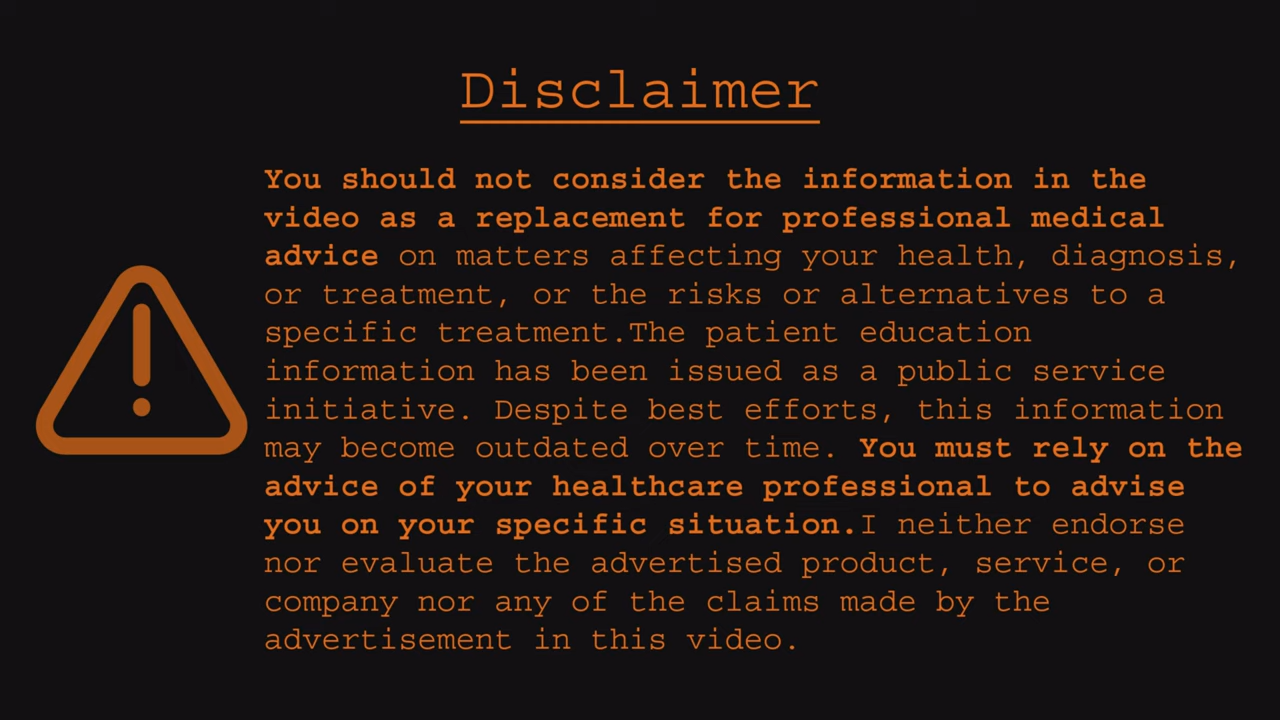 Disclaimer
You should not consider the information in the
video as a replacement for professional medical
advice on matters affecting your health, diagnosis,
or treatment, or the risks or alternatives to a
specific treatment.The patient education
information has been issued as a public service
initiative. Despite best efforts, this information
may become outdated over time. You must rely on the
advice of your healthcare professional to advise
you on your specific situation.I neither endorse
nor evaluate the advertised product, service, or
company nor any of the claims made by the
advertisement in this video.